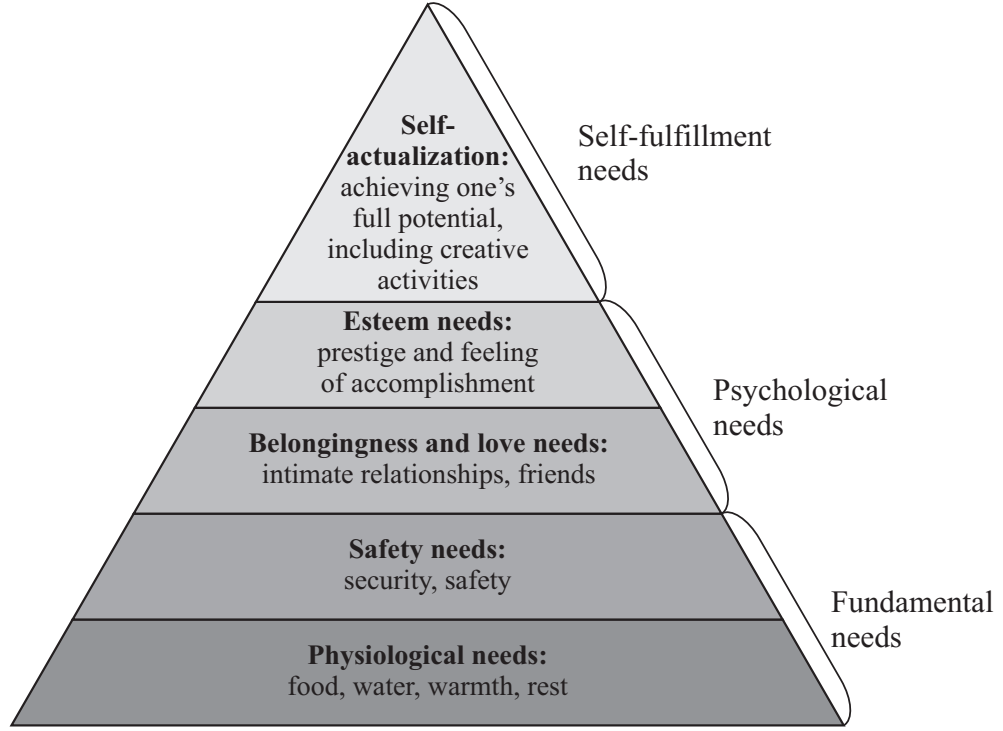 Self-
actualization:
achieving one’s
full potential,
including creative
activities
Self-fulfillment
needs
Esteem needs:
prestige and feeling
of accomplishment
Psychological
needs
Belongingness and love needs:
intimate relationships, friends
Safety needs:
security, safety
Fundamental
needs
Physiological needs:
food, water, warmth, rest